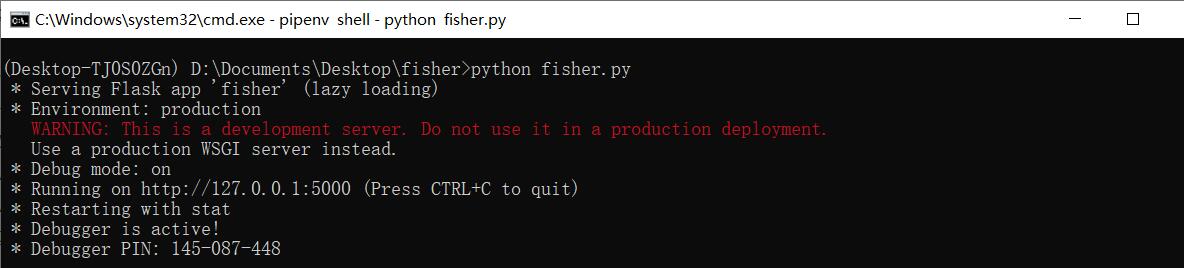 C:\Windows\system32\cmd.exe - pipenv  shell - python  fisher.py
(Desktop-TJ0S0ZGn) D:\Documents\Desktop\fisher>python fisher.py
 * Serving Flask app 'fisher' (lazy loading)
 * Environment: production
   WARNING: This is a development server. Do not use it in a production deployment.
   Use a production WSGI server instead.
 * Debug mode: on
 * Running on http://127.0.0.1:5000 (Press CTRL+C to quit)
 * Restarting with stat
 * Debugger is active!
 * Debugger PIN: 145-087-448